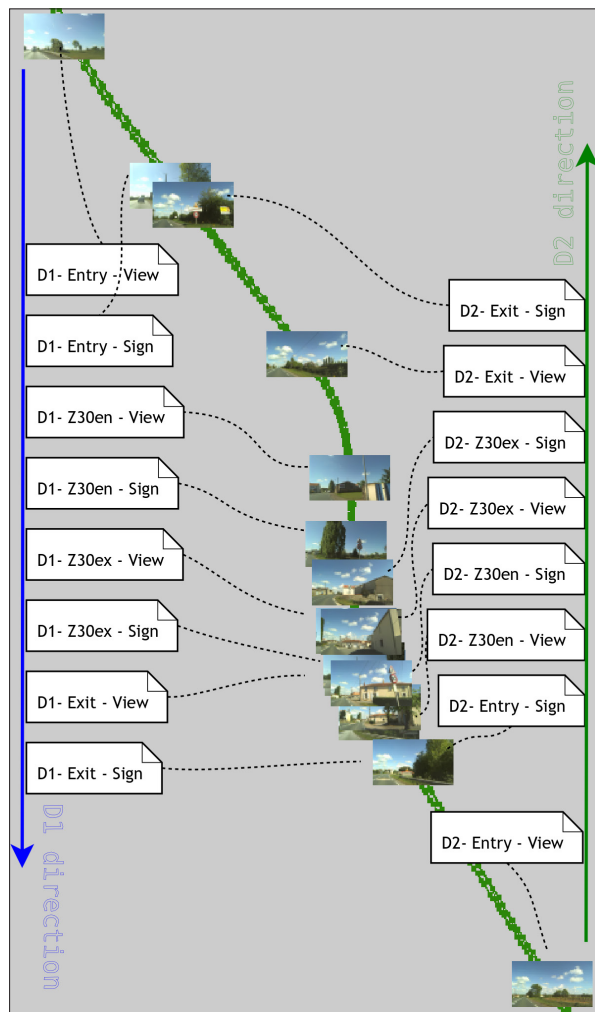 D2 direction
D1- Entry - View
D2- Exit - Sign
D1- Entry - Sign
D2- Exit - View
D1- Z30en - View
D2- Z30ex - Sign
D1- Z30en - Sign
D2- Z30ex - View
D1- Z30ex - View
D2- Z30en - Sign
D1- Z30ex - Sign
D2- Z30en - View
D1- Exit - View
D2- Entry - Sign
D1- Exit - Sign
D2- Entry - View
D1 direction